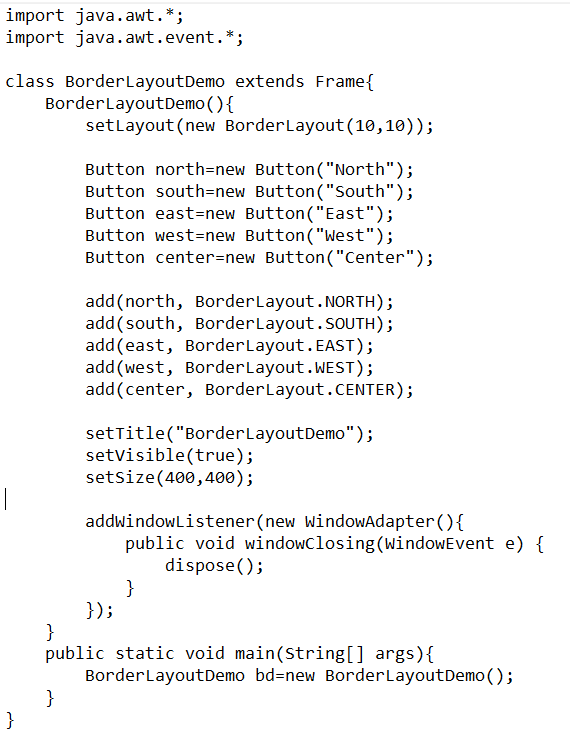 import java.awt.*;
import java.awt.event.*;

class BorderLayoutDemo extends Frame{
    BorderLayoutDemo(){
        setLayout(new BorderLayout(10,10));

        Button north=new Button("North");
        Button south=new Button("South");
        Button east=new Button("East");
        Button west=new Button("West");
        Button center=new Button("Center");

        add(north, BorderLayout.NORTH);
        add(south, BorderLayout.SOUTH);
        add(east, BorderLayout.EAST);
        add(west, BorderLayout.WEST);
        add(center, BorderLayout.CENTER);

        setTitle("BorderLayoutDemo");
        setVisible(true);
        setSize(400,400);

        addWindowListener(new WindowAdapter(){
            public void windowClosing(WindowEvent e) {
                dispose();
            }
        });
    }
    public static void main(String[] args){
        BorderLayoutDemo bd=new BorderLayoutDemo();
    }
}